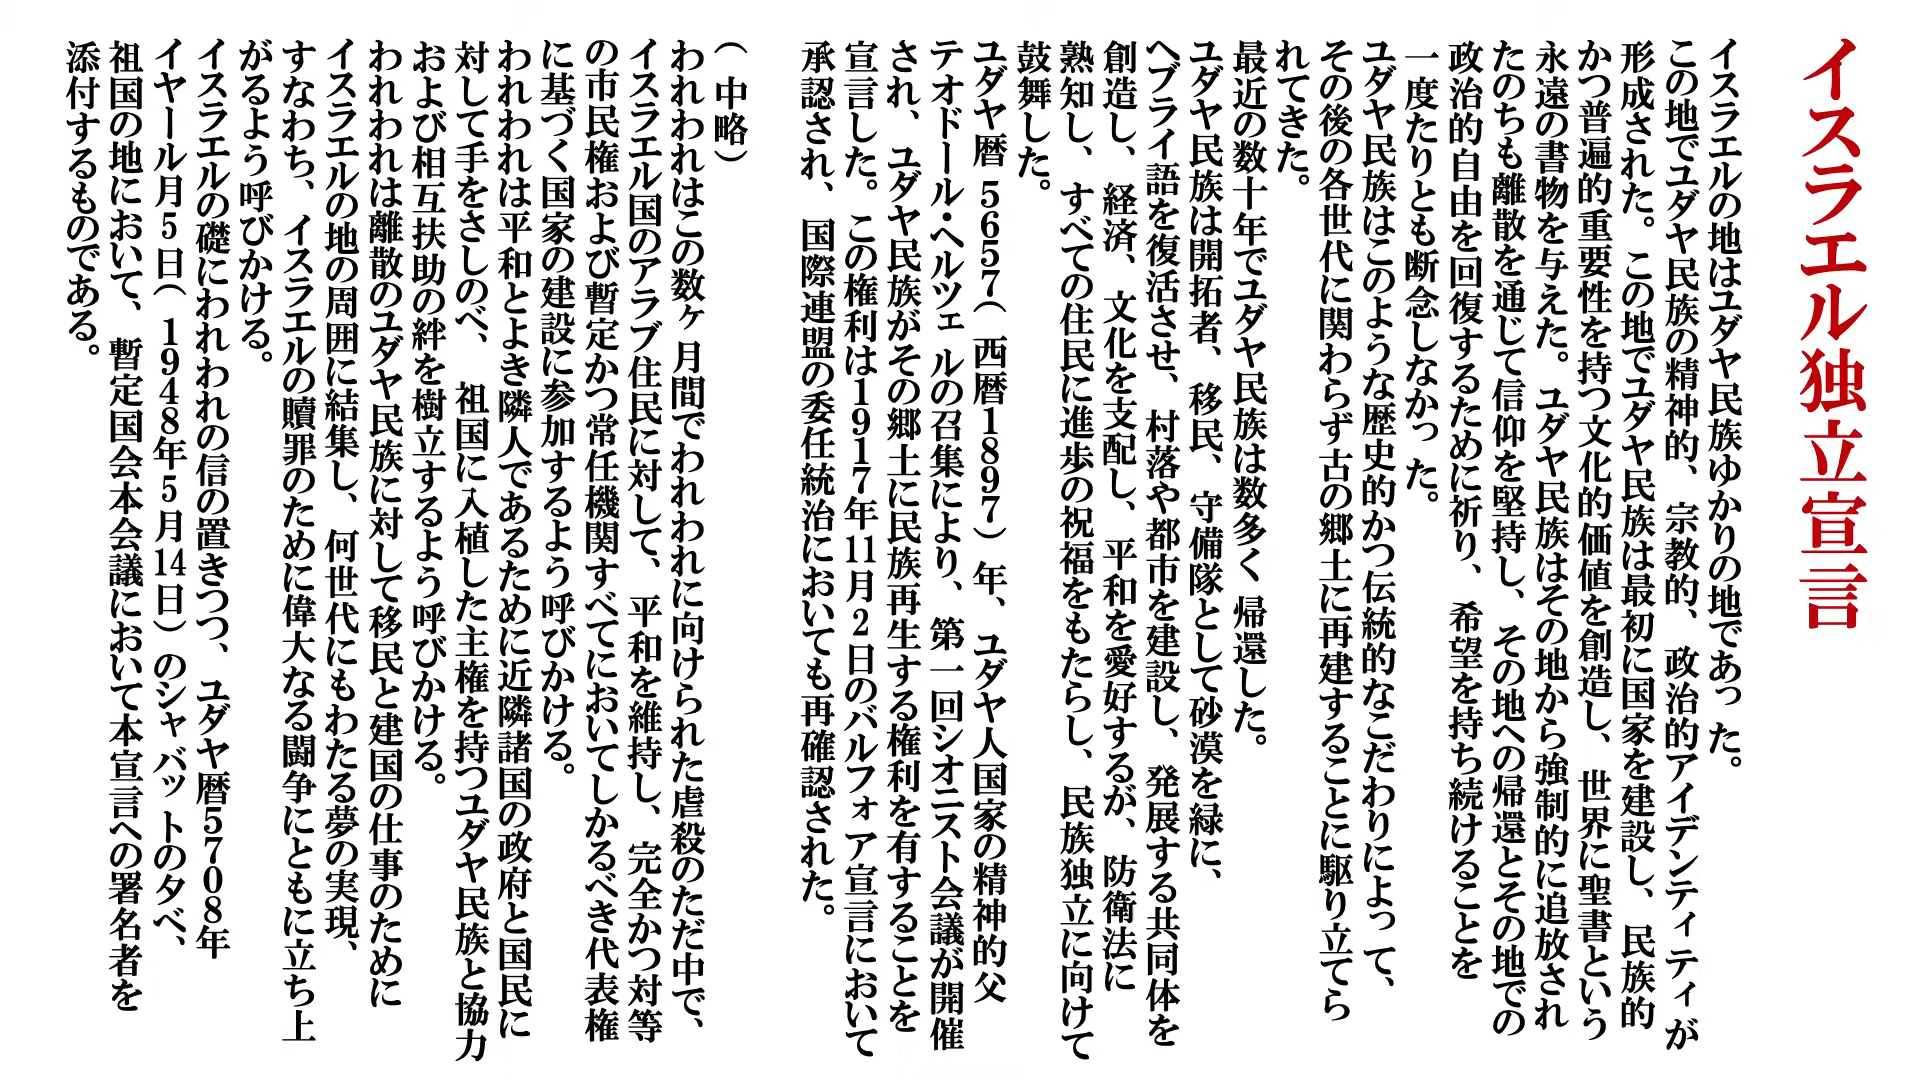 イスラエル独立宣言
イスラエルの地はユダヤ民族ゆかりの地であった。
この地でユダヤ民族の精神的、宗教的、政治的アイデンティティが
形成された。この地でユダヤ民族は最初に国家を建設し、民族的
かつ普遍的重要性を持つ文化的価値を創造し、世界に聖書という
永遠の書物を与えた。ユダヤ民族はその地から強制的に追放され
たのちも離散を通じて信仰を堅持し、その地への帰還とその地での
政治的自由を回復するために祈り、希望を持ち続けることを
一度たりとも断念しなかった。
ユダヤ民族はこのような歴史的かつ伝統的なこだわりによって、
その後の各世代に関わらず古の郷土に再建することに駆り立てら
れてきた。
最近の数十年でユダヤ民族は数多く帰還した。
ユダヤ民族は開拓者、移民、守備隊として砂漠を緑に、
ヘブライ語を復活させ、村落や都市を建設し、発展する共同体を
創造し、経済、文化を支配し、平和を愛好するが、防衛法に
熟知し、すべての住民に進歩の祝福をもたらし、民族独立に向けて
鼓舞した。
ユダヤ暦5657(西暦1897)年、ユダヤ人国家の精神的父
テオドール・ヘルツェルの召集により、第一回シオニスト会議が開催
され、ユダヤ民族がその郷土に民族再生する権利を有することを
宣言した。この権利は1917年11月2日のバルフォア宣言において
承認され、国際連盟の委任統治においても再確認された。
(中略)
われわれはこの数ヶ月間でわれわれに向けられた虐殺のただ中で、
イスラエル国のアラブ住民に対して、平和を維持し、完全かつ対等
の市民権および暫定かつ常任機関すべてにおいてしかるべき代表権
に基づく国家の建設に参加するよう呼びかける。
われわれは平和とよき隣人であるために近隣諸国の政府と国民に
対して手をさしのべ、祖国に入植した主権を持つユダヤ民族と協力
および相互扶助の絆を樹立するよう呼びかける。
われわれは離散のユダヤ民族に対して移民と建国の仕事のために
イスラエルの地の周囲に結集し、何世代にもわたる夢の実現、
すなわち、イスラエルの贖罪のために偉大なる闘争にともに立ち上
がるよう呼びかける。
イスラエルの礎にわれわれの信の置きつつ、ユダヤ暦5708年
イヤール月5日(1948年5月14日)のシャバットの夕べ、
祖国の地において、暫定国会本会議において本宣言への署名者を
添付するものである。